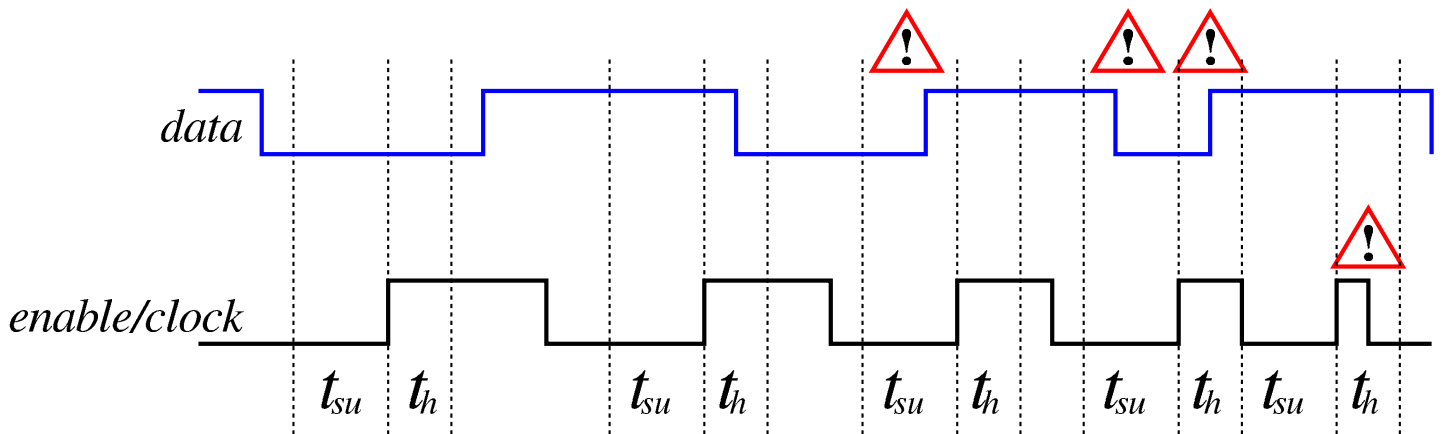 ! ! !
data
!
enable/clock
tsu th tsu th tsu th tsu th tsu th